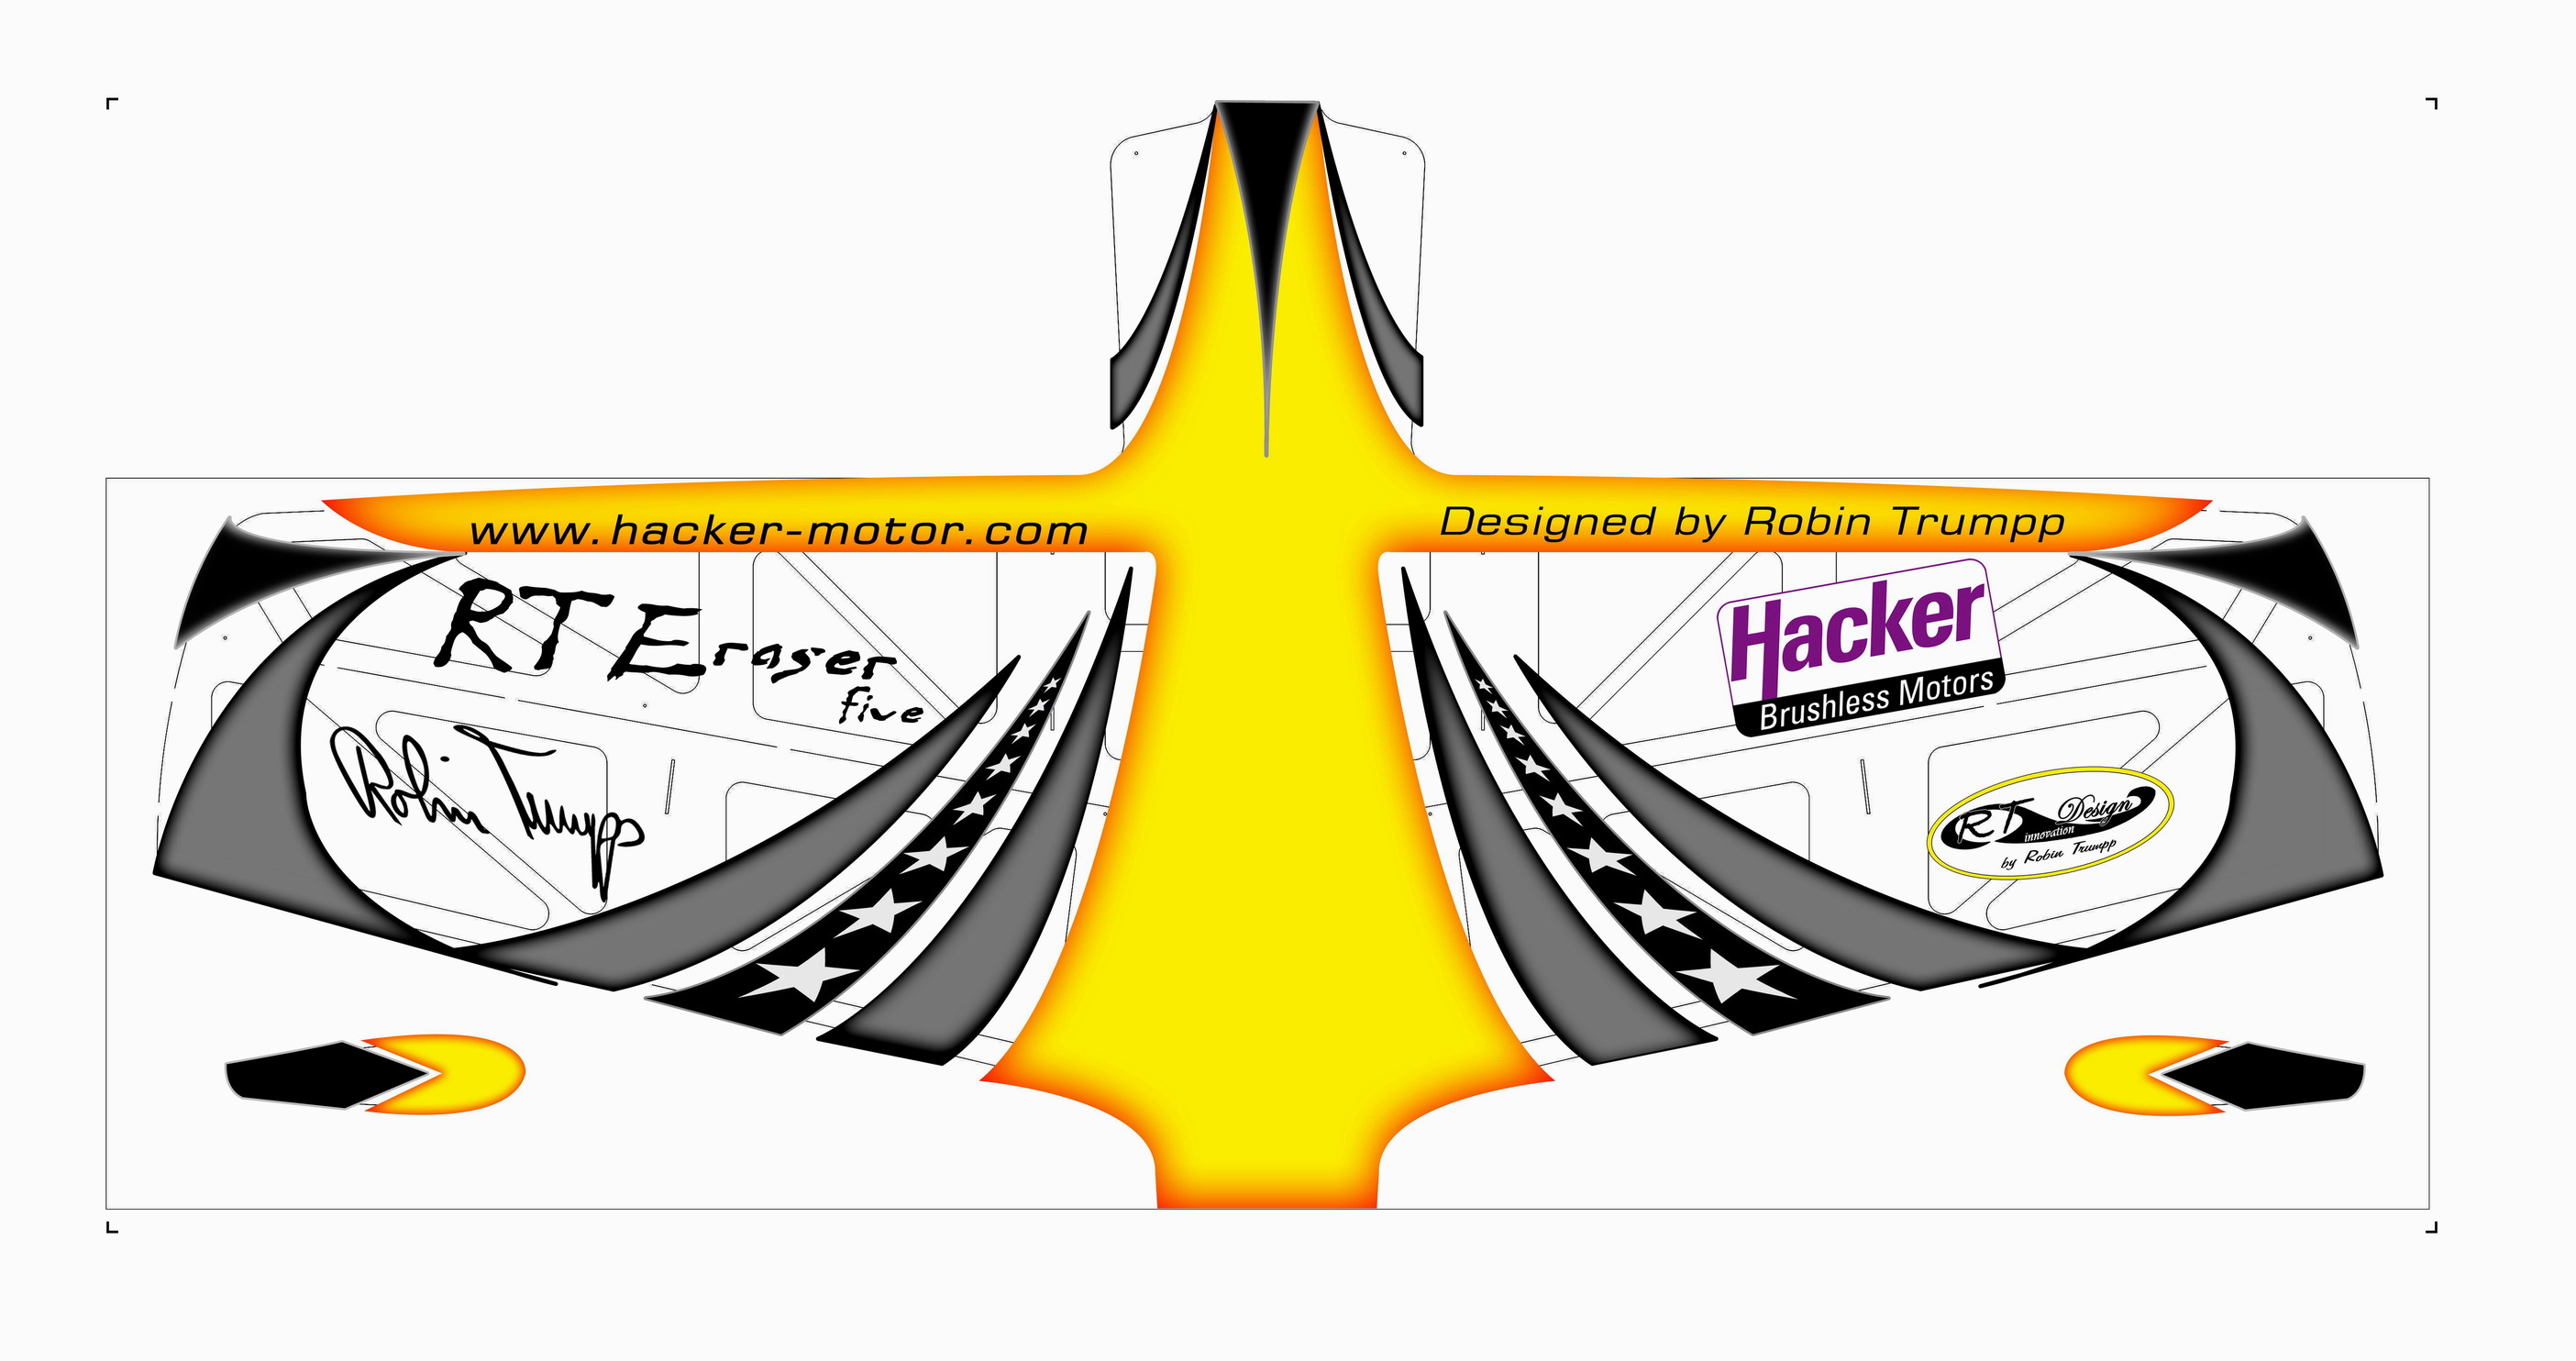 www.hacker-motor.com
Designed by Robin Trumpp
RT Eraser
five
Robin Trumpp
Hacker
Brushless Motors
RT Design
innovation
by Robin Trumpp